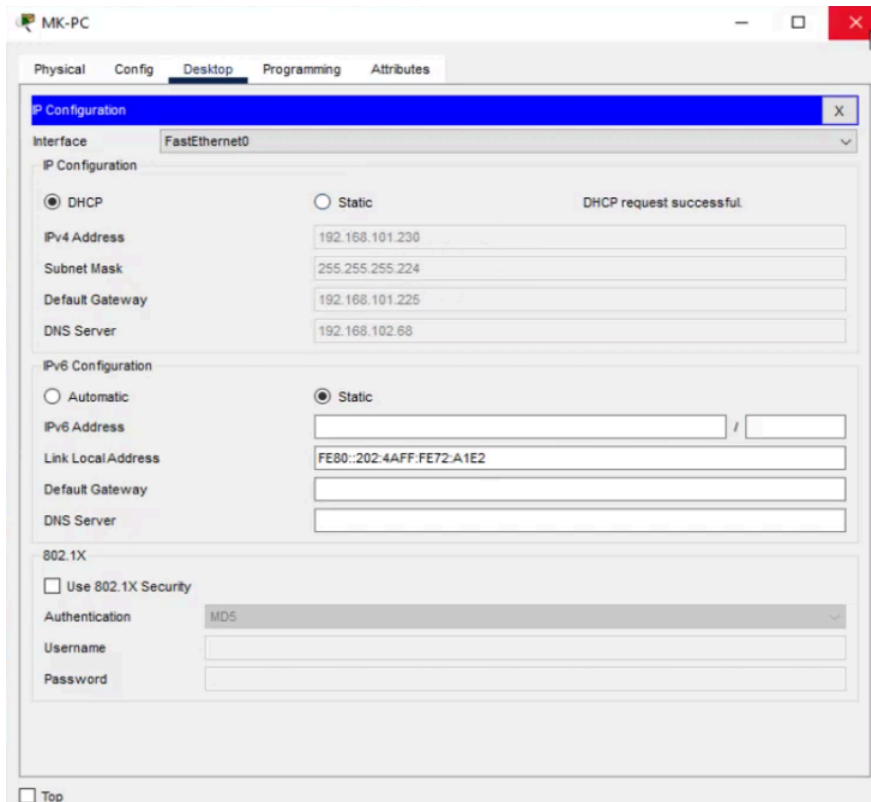 MK-PC
Physical Config Desktop Programming Attributes
IP Configuration X
Interface FastEthernet0
IP Configuration
DHCP Static DHCP request successful.
IPv4 Address 192.168.101.230
Subnet Mask 255.255.255.224
Default Gateway 192.168.101.225
DNS Server 192.168.102.68
IPv6 Configuration
Automatic Static
IPv6 Address /
Link Local Address FE80::202:4AFF:FE72:A1E2
Default Gateway
DNS Server
802.1X
Use 802.1X Security
Authentication MD5
Username
Password
Top